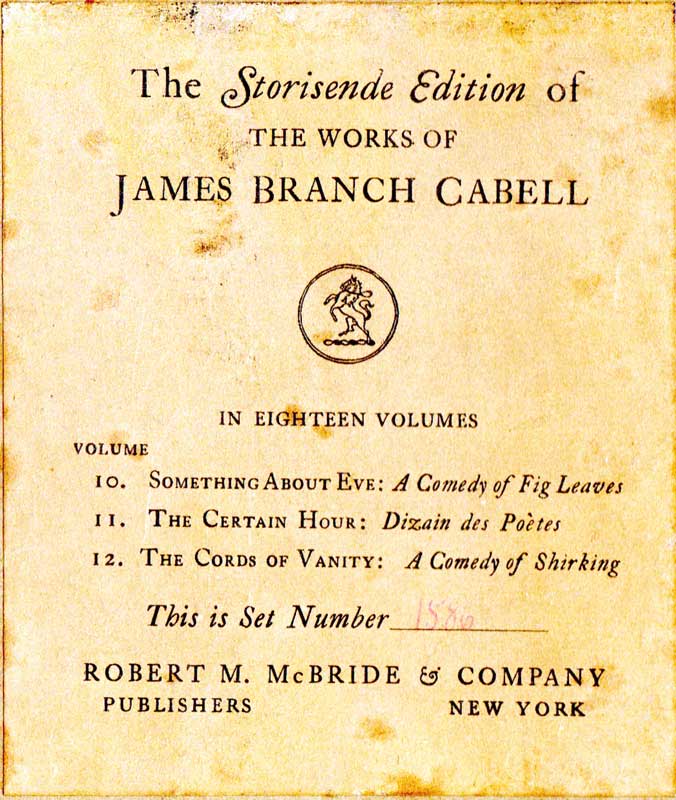 The Storisende Edition of
THE WORKS OF
JAMES BRANCH CABELL
IN EIGHTEEN VOLUMES
VOLUME
10. SOMETHING ABOUT EVE: A Comedy of Fig Leaves
11. THE CERTAIN HOUR: Dizain des Poètes
12. THE CORDS OF VANITY: A Comedy of Shirking
This is Set Number 1586
ROBERT M. McBRIDE & COMPANY
PUBLISHERS NEW YORK